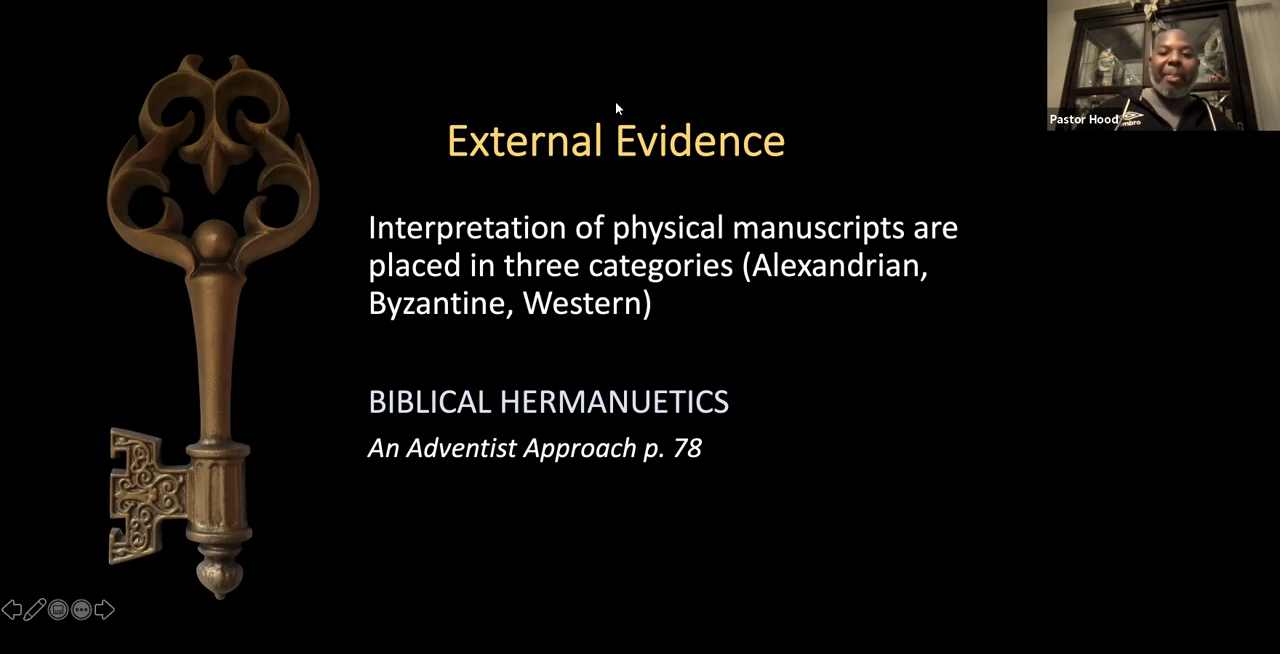 External Evidence
Interpretation of physical manuscripts are
placed in three categories (Alexandrian,
Byzantine, Western)
BIBLICAL HERMANUETICS
An Adventist Approach p. 78
Pastor Hood
mbro